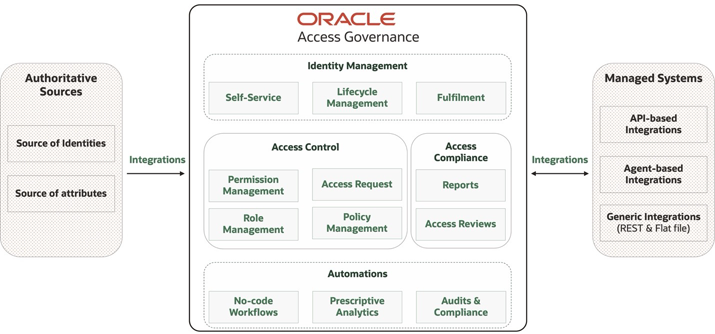 ORACLE
Access Governance
Authoritative
Sources
Source of Identities
Source of attributes
Integrations
Identity Management
Self-Service
Lifecycle
Management
Fulfilment
Access Control
Permission
Management
Access Request
Role
Management
Policy
Management
Access
Compliance
Reports
Access Reviews
Automations
No-code
Workflows
Prescriptive
Analytics
Audits &
Compliance
Integrations
Managed Systems
API-based
Integrations
Agent-based
Integrations
Generic Integrations
(REST & Flat file)